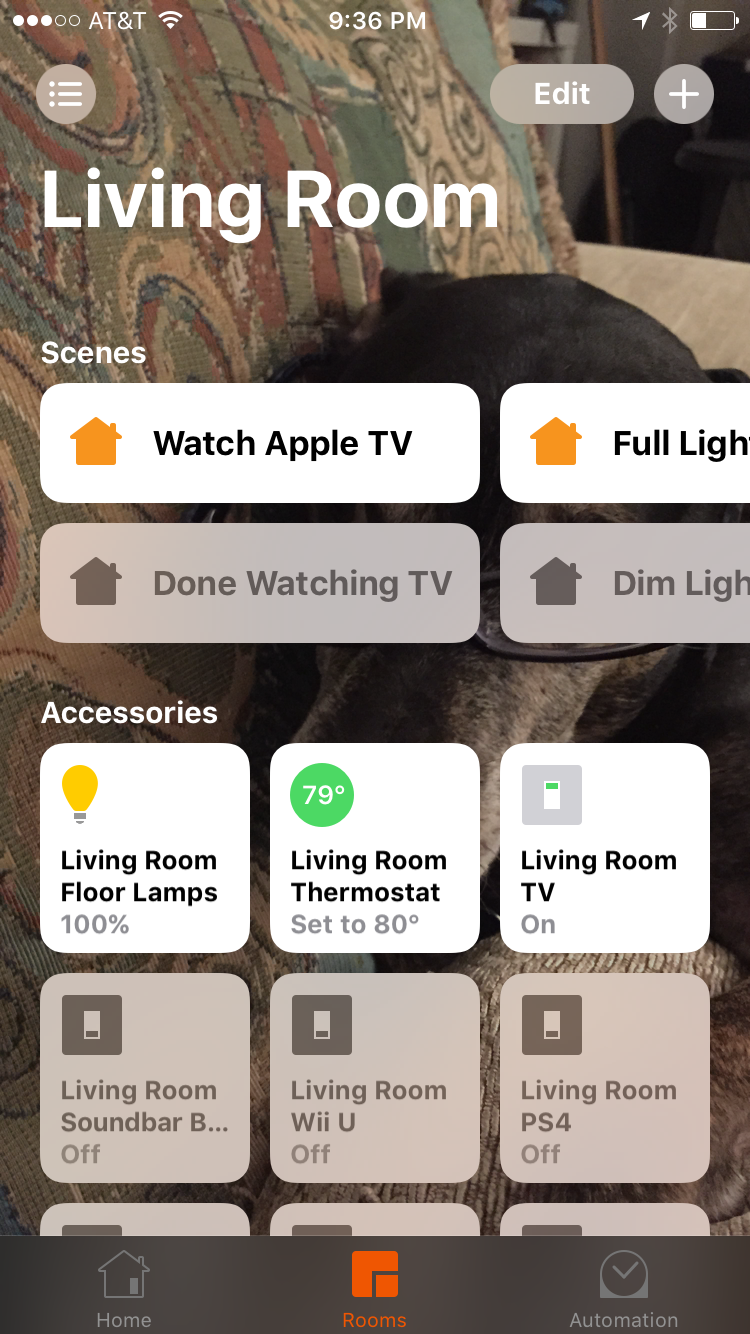 AT&T 9:36 PM
Edit
Living Room
Scenes
Watch Apple TV
Full Ligh
Done Watching TV
Dim Ligh
Accessories
79°
Living Room
Floor Lamps
100%
Living Room
Thermostat
Set to 80°
Living Room
TV
On
Living Room
Soundbar B...
Off
Living Room
Wii U
Off
Living Room
PS4
Off
Home
Rooms
Automation